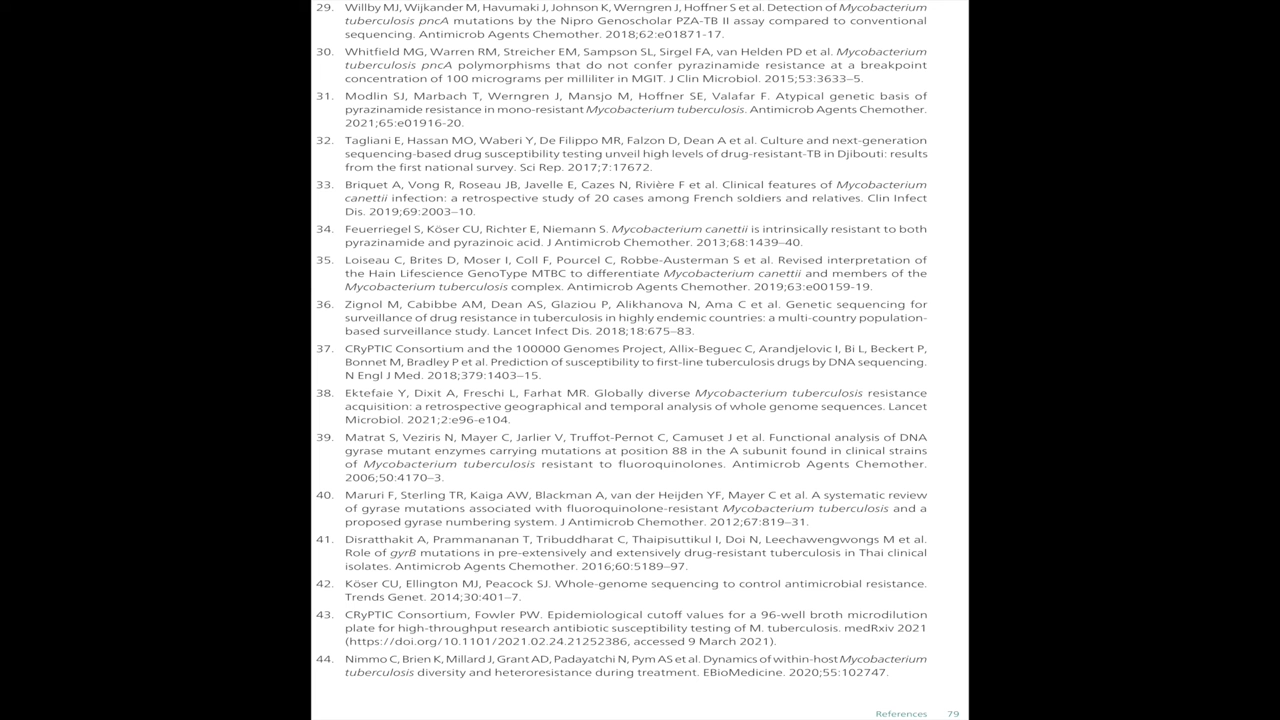 29. Willby MJ, Wijkander M, Havumaki J, Johnson K, Werngren J, Hoffner S et al. Detection of Mycobacterium
tuberculosis pncA mutations by the Nipro Genoscholar PZA-TB II assay compared to conventional
sequencing. Antimicrob Agents Chemother. 2018;62:e01871-17.
30. Whitfield MG, Warren RM, Streicher EM, Sampson SL, Sirgel FA, van Helden PD et al. Mycobacterium
tuberculosis pncA polymorphisms that do not confer pyrazinamide resistance at a breakpoint
concentration of 100 micrograms per milliliter in MGIT. J Clin Microbiol. 2015;53:3633–5.
31. Modlin SJ, Marbach T, Werngren J, Mansjo M, Hoffner SE, Valafar F. Atypical genetic basis of
pyrazinamide resistance in mono-resistant Mycobacterium tuberculosis. Antimicrob Agents Chemother.
2021;65:e01916-20.
32. Tagliani E, Hassan MO, Waberi Y, De Filippo MR, Falzon D, Dean A et al. Culture and next-generation
sequencing-based drug susceptibility testing unveil high levels of drug-resistant-TB in Djibouti: results
from the first national survey. Sci Rep. 2017;7:17672.
33. Briquet A, Vong R, Roseau JB, Javelle E, Cazes N, Rivière F et al. Clinical features of Mycobacterium
canettii infection: a retrospective study of 20 cases among French soldiers and relatives. Clin Infect
Dis. 2019;69:2003–10.
34. Feuerriegel S, Köser CU, Richter E, Niemann S. Mycobacterium canettii is intrinsically resistant to both
pyrazinamide and pyrazinoic acid. J Antimicrob Chemother. 2013;68:1439–40.
35. Loiseau C, Brites D, Moser I, Coll F, Pourcel C, Robbe-Austerman S et al. Revised interpretation of
the Hain Lifescience GenoType MTBC to differentiate Mycobacterium canettii and members of the
Mycobacterium tuberculosis complex. Antimicrob Agents Chemother. 2019;63:e00159-19.
36. Zignol M, Cabibbe AM, Dean AS, Glaziou P, Alikhanova N, Ama C et al. Genetic sequencing for
surveillance of drug resistance in tuberculosis in highly endemic countries: a multi-country population-
based surveillance study. Lancet Infect Dis. 2018;18:675–83.
37. CRyPTIC Consortium and the 100000 Genomes Project, Allix-Beguec C, Arandjelovic I, Bi L, Beckert P,
Bonnet M, Bradley P et al. Prediction of susceptibility to first-line tuberculosis drugs by DNA sequencing.
N Engl J Med. 2018;379:1403–15.
38. Ektefaie Y, Dixit A, Freschi L, Farhat MR. Globally diverse Mycobacterium tuberculosis resistance
acquisition: a retrospective geographical and temporal analysis of whole genome sequences. Lancet
Microbiol. 2021;2:e96-e104.
39. Matrat S, Veziris N, Mayer C, Jarlier V, Truffot-Pernot C, Camuset J et al. Functional analysis of DNA
gyrase mutant enzymes carrying mutations at position 88 in the A subunit found in clinical strains
of Mycobacterium tuberculosis resistant to fluoroquinolones. Antimicrob Agents Chemother.
2006;50:4170–3.
40. Maruri F, Sterling TR, Kaiga AW, Blackman A, van der Heijden YF, Mayer C et al. A systematic review
of gyrase mutations associated with fluoroquinolone-resistant Mycobacterium tuberculosis and a
proposed gyrase numbering system. J Antimicrob Chemother. 2012;67:819–31.
41. Disratthakit A, Prammananan T, Tribuddharat C, Thaipisuttikul I, Doi N, Leechawengwongs M et al.
Role of gyrB mutations in pre-extensively and extensively drug-resistant tuberculosis in Thai clinical
isolates. Antimicrob Agents Chemother. 2016;60:5189–97.
42. Köser CU, Ellington MJ, Peacock SJ. Whole-genome sequencing to control antimicrobial resistance.
Trends Genet. 2014;30:401–7.
43. CRyPTIC Consortium, Fowler PW. Epidemiological cutoff values for a 96-well broth microdilution
plate for high-throughput research antibiotic susceptibility testing of M. tuberculosis. medRxiv 2021
(https://doi.org/10.1101/2021.02.24.21252386, accessed 9 March 2021).
44. Nimmo C, Brien K, Millard J, Grant AD, Padayatchi N, Pym AS et al. Dynamics of within-host Mycobacterium
tuberculosis diversity and heteroresistance during treatment. EBioMedicine. 2020;55:102747.
References 79